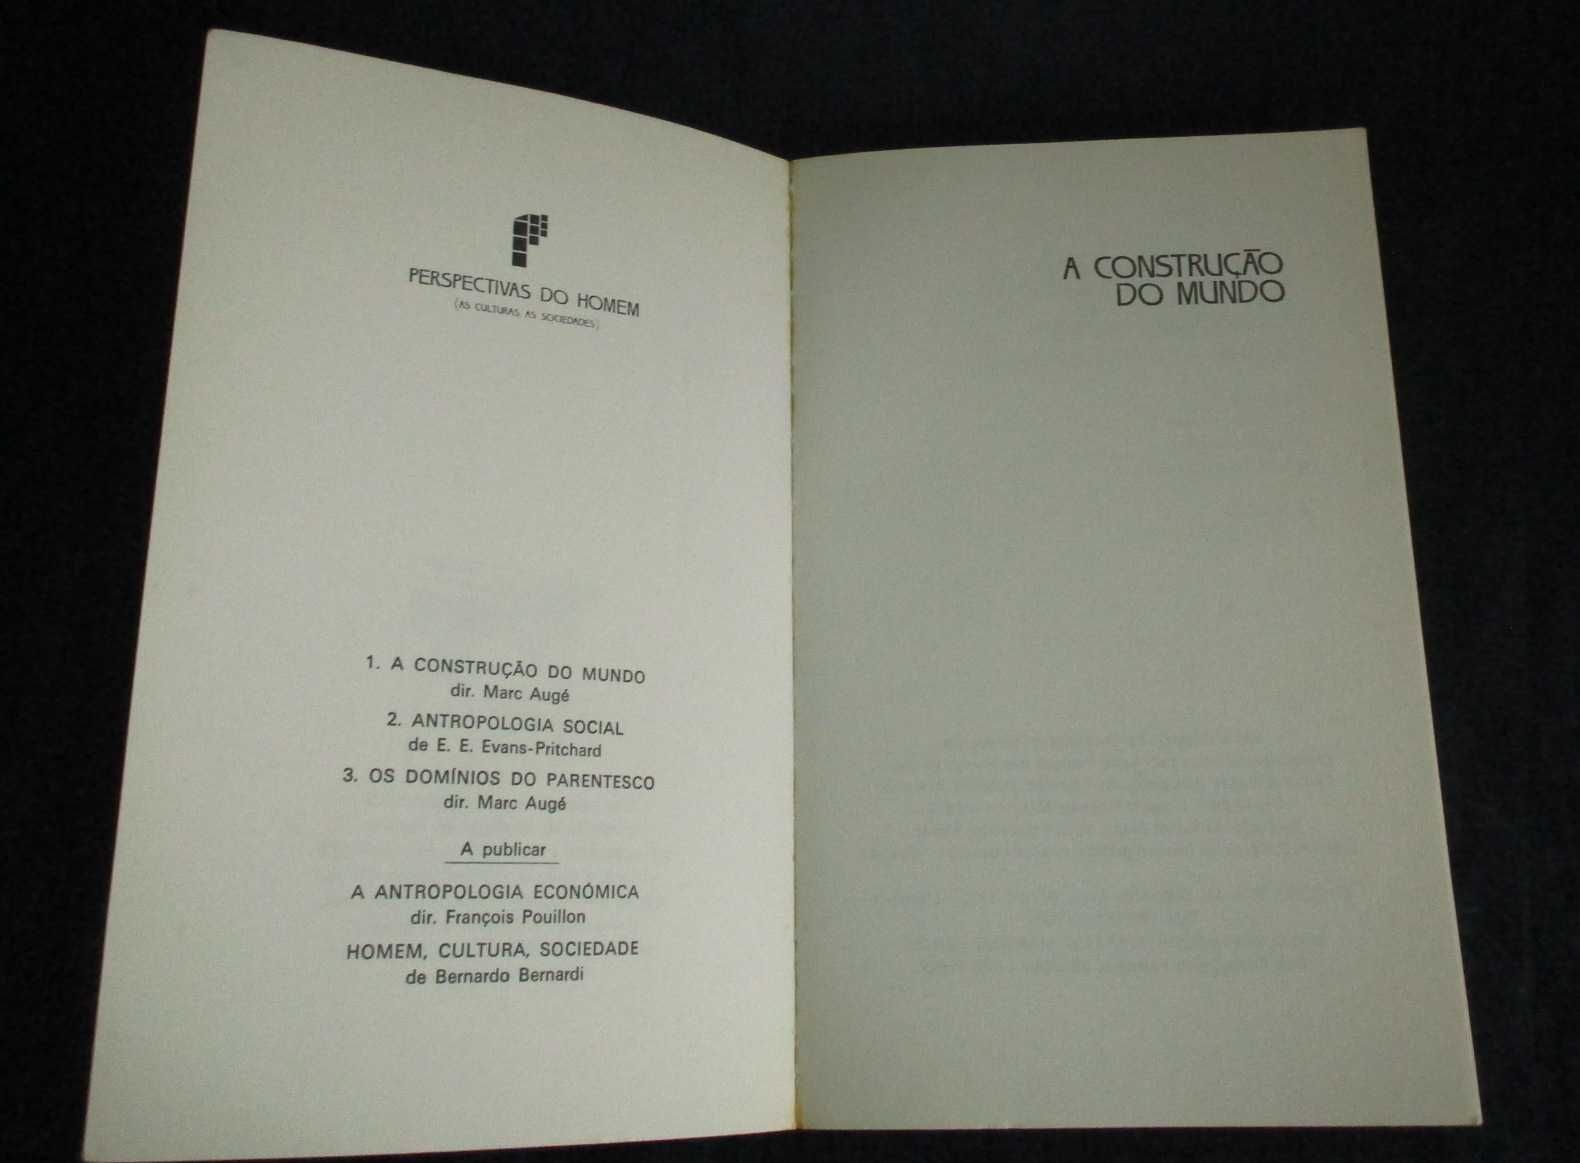 PERSPECTIVAS DO HOMEM
(AS CULTURAS, AS SOCIEDADES)
1. A CONSTRUÇÃO DO MUNDO
dir. Marc Augé
2. ANTROPOLOGIA SOCIAL
de E. E. Evans-Pritchard
3. OS DOMÍNIOS DO PARENTESCO
dir. Marc Augé
A publicar
A ANTROPOLOGIA ECONÓMICA
dir. François Pouillon
HOMEM, CULTURA, SOCIEDADE
de Bernardo Bernardi
A CONSTRUÇÃO
DO MUNDO